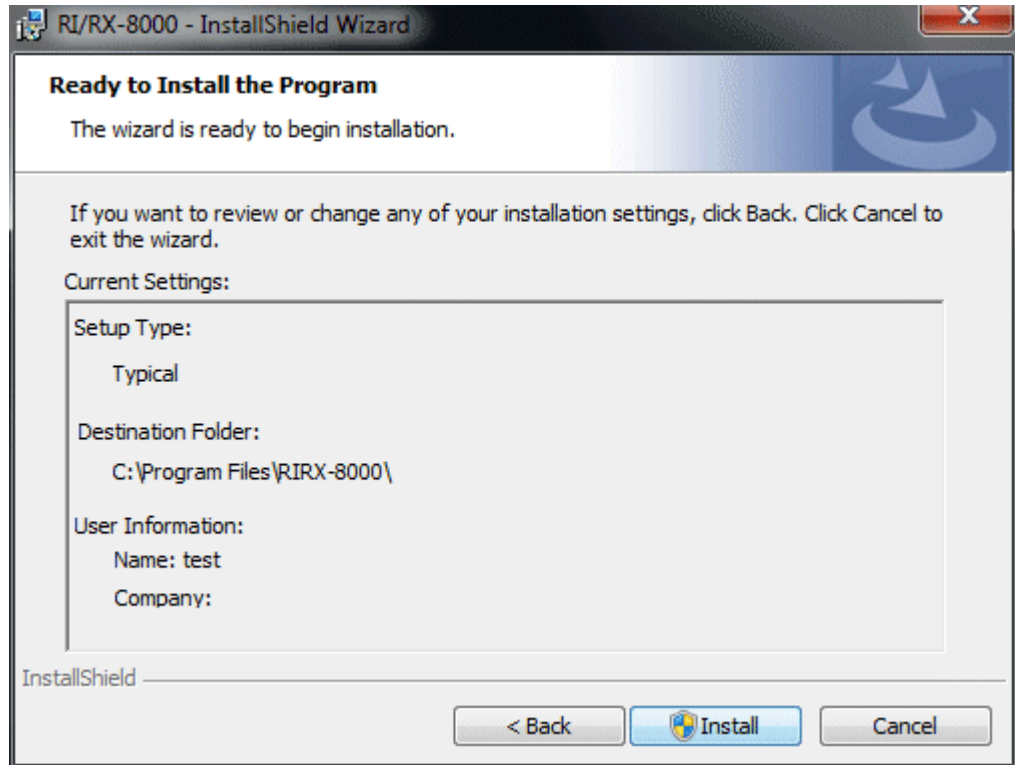 RI/RX-8000 - InstallShield Wizard
Ready to Install the Program
The wizard is ready to begin installation.
If you want to review or change any of your installation settings, click Back. Click Cancel to
exit the wizard.
Current Settings:
Setup Type:
Typical
Destination Folder:
C:\Program Files\RIRX-8000\
User Information:
Name: test
Company:
InstallShield
< Back
Install
Cancel